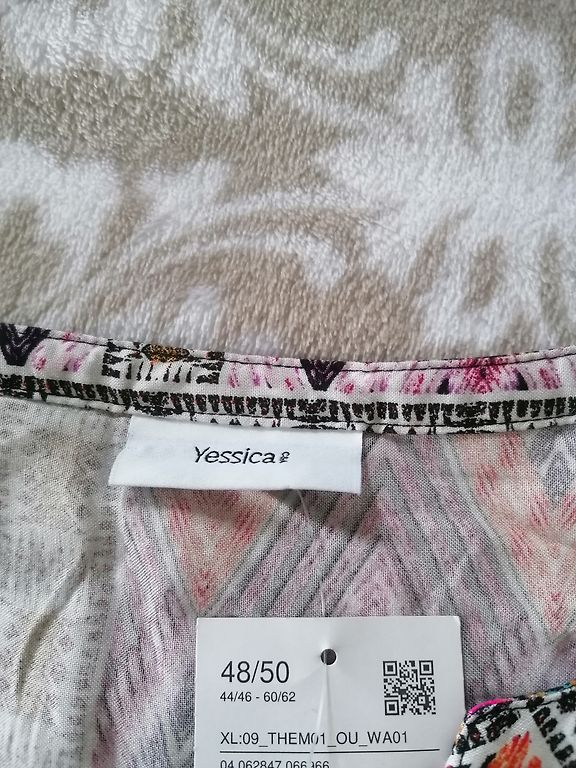 Yessica
48/50
44/46 - 60/62
XL:09_THEM01_OU_WA01